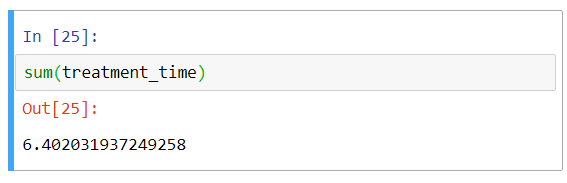 In [25]:
sum(treatment_time)
Out[25]:
6.402031937249258